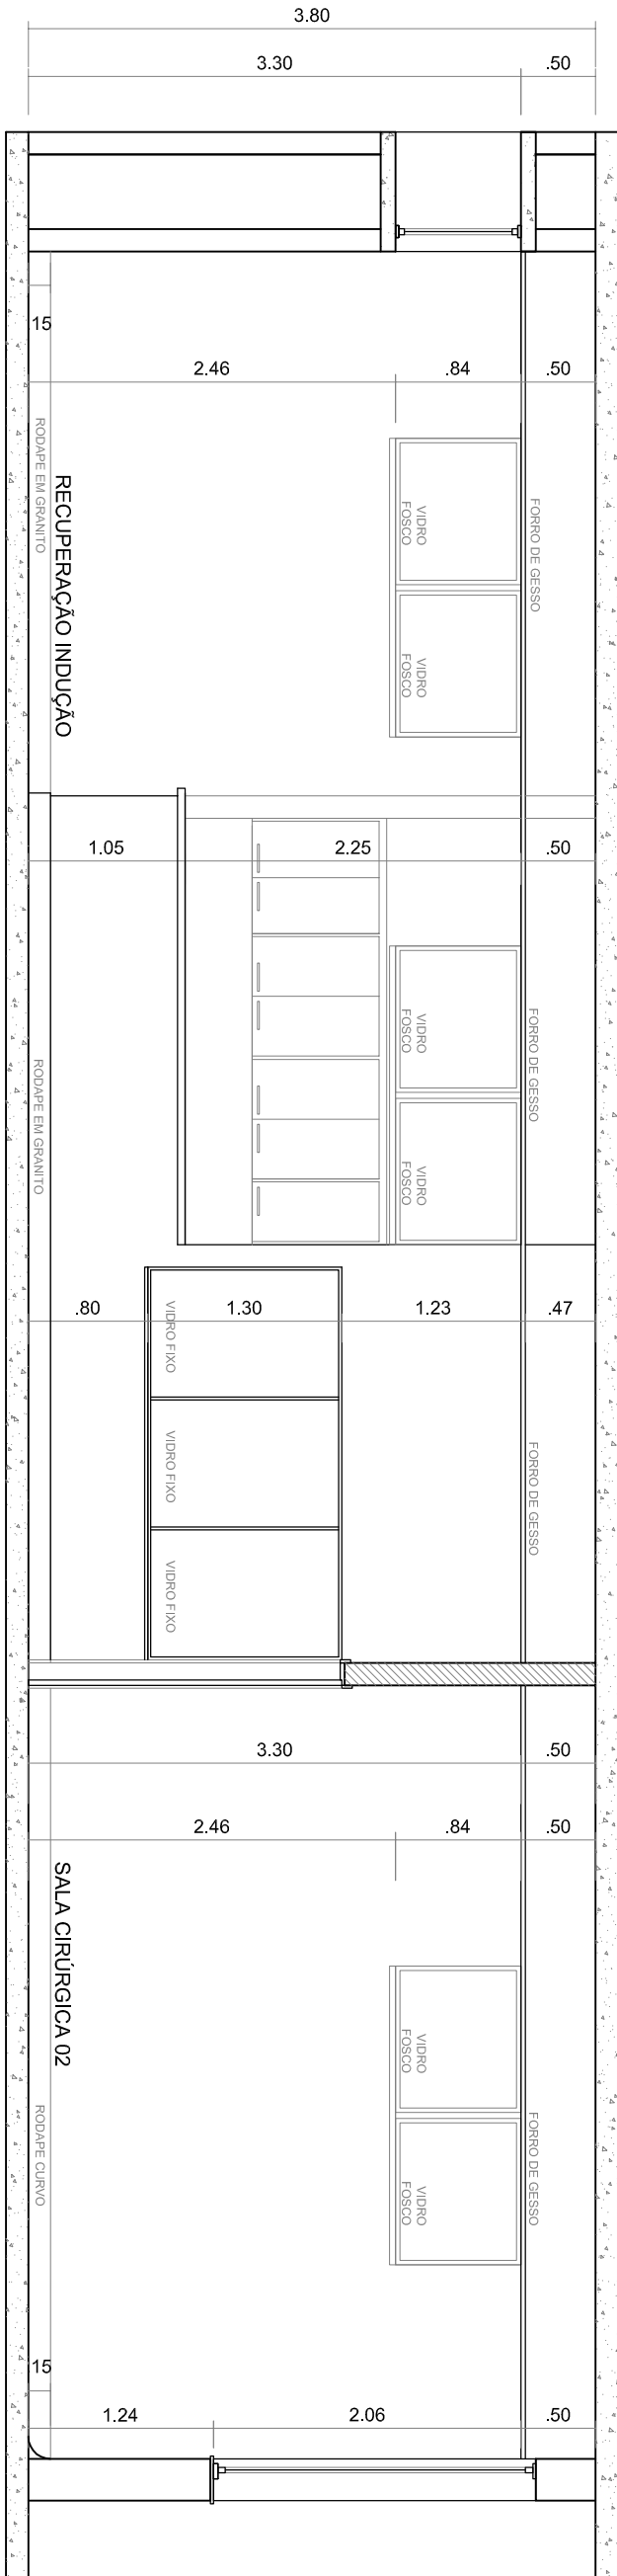 3.80
3.30
.50
15
2.46
.84
.50
RODAPE EM GRANITO
RECUPERAÇÃO INDUÇÃO
VIDRO
FOSCO
VIDRO
FOSCO
FORRO DE GESSO
1.05
2.25
.50
RODAPE EM GRANITO
VIDRO
FOSCO
VIDRO
FOSCO
FORRO DE GESSO
.80
1.30
1.23
.47
VIDRO FIXO
VIDRO FIXO
VIDRO FIXO
FORRO DE GESSO
3.30
.50
2.46
.84
.50
SALA CIRÚRGICA 02
RODAPE CURVO
VIDRO
FOSCO
VIDRO
FOSCO
FORRO DE GESSO
15
1.24
2.06
.50